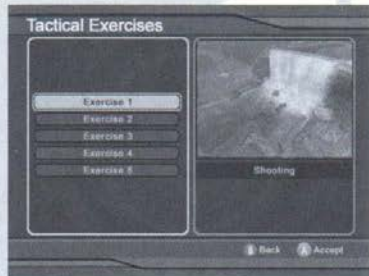 Tactical Exercises
Exercise 1
Exercise 2
Exercise 3
Exercise 4
Exercise 5
Shooting
B Back A Accept